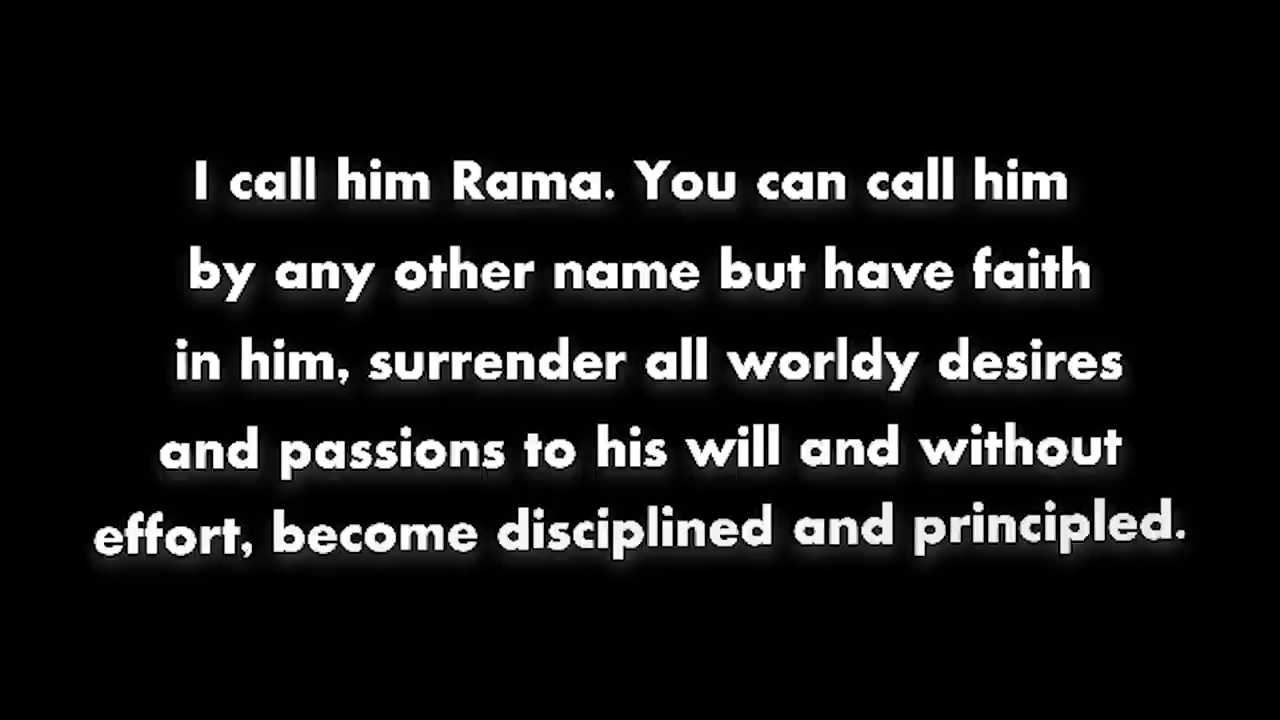 I call him Rama. You can call him
by any other name but have faith
in him, surrender all worldy desires
and passions to his will and without
effort, become disciplined and principled.